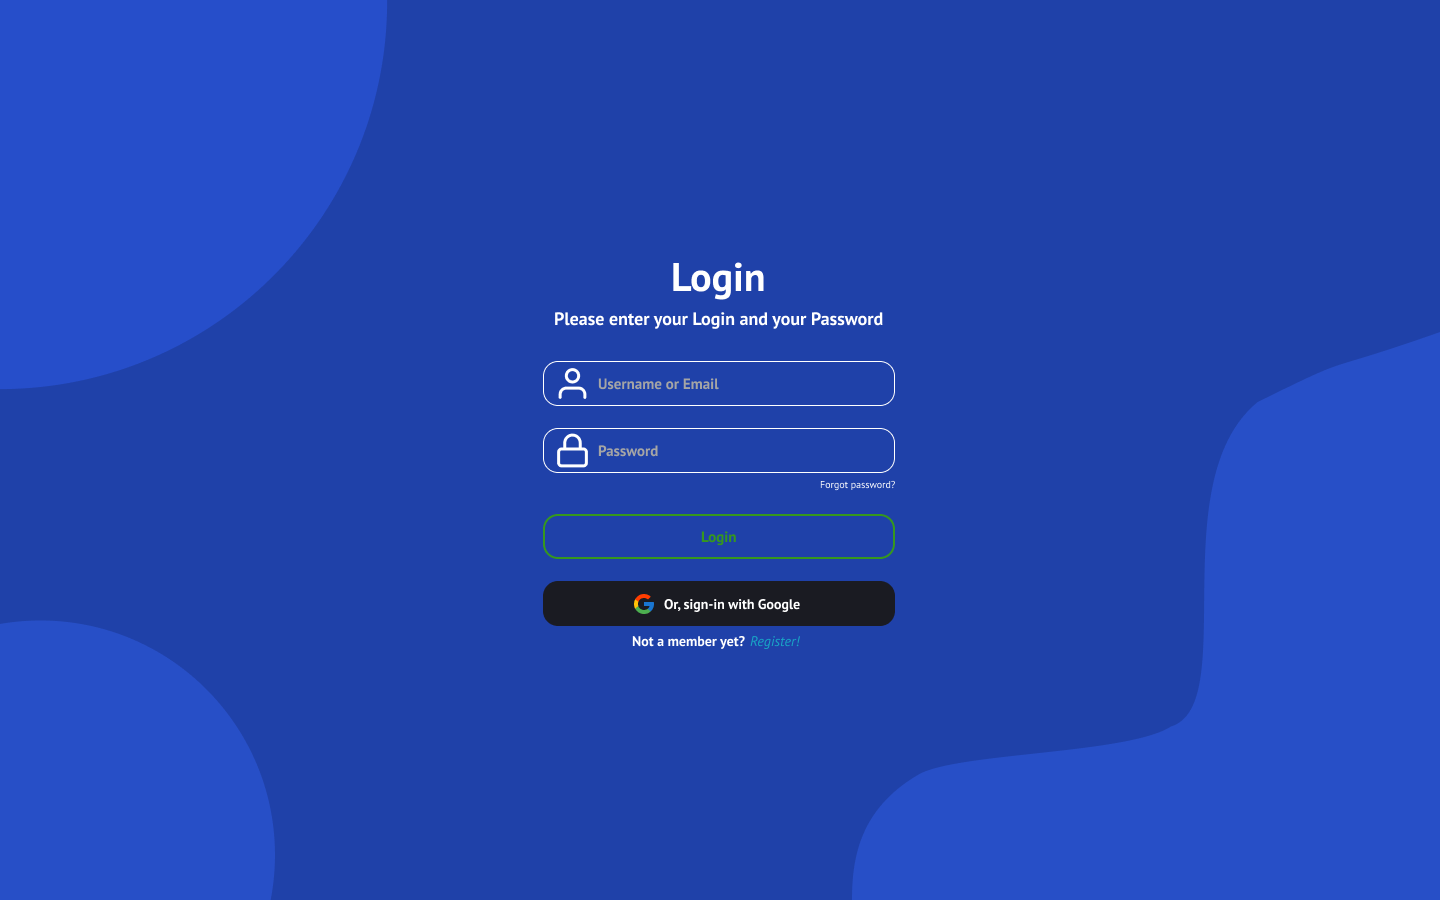 Login
Please enter your Login and your Password
Username or Email
Password
Forgot password?
Login
Or, sign-in with Google
Not a member yet? Register!